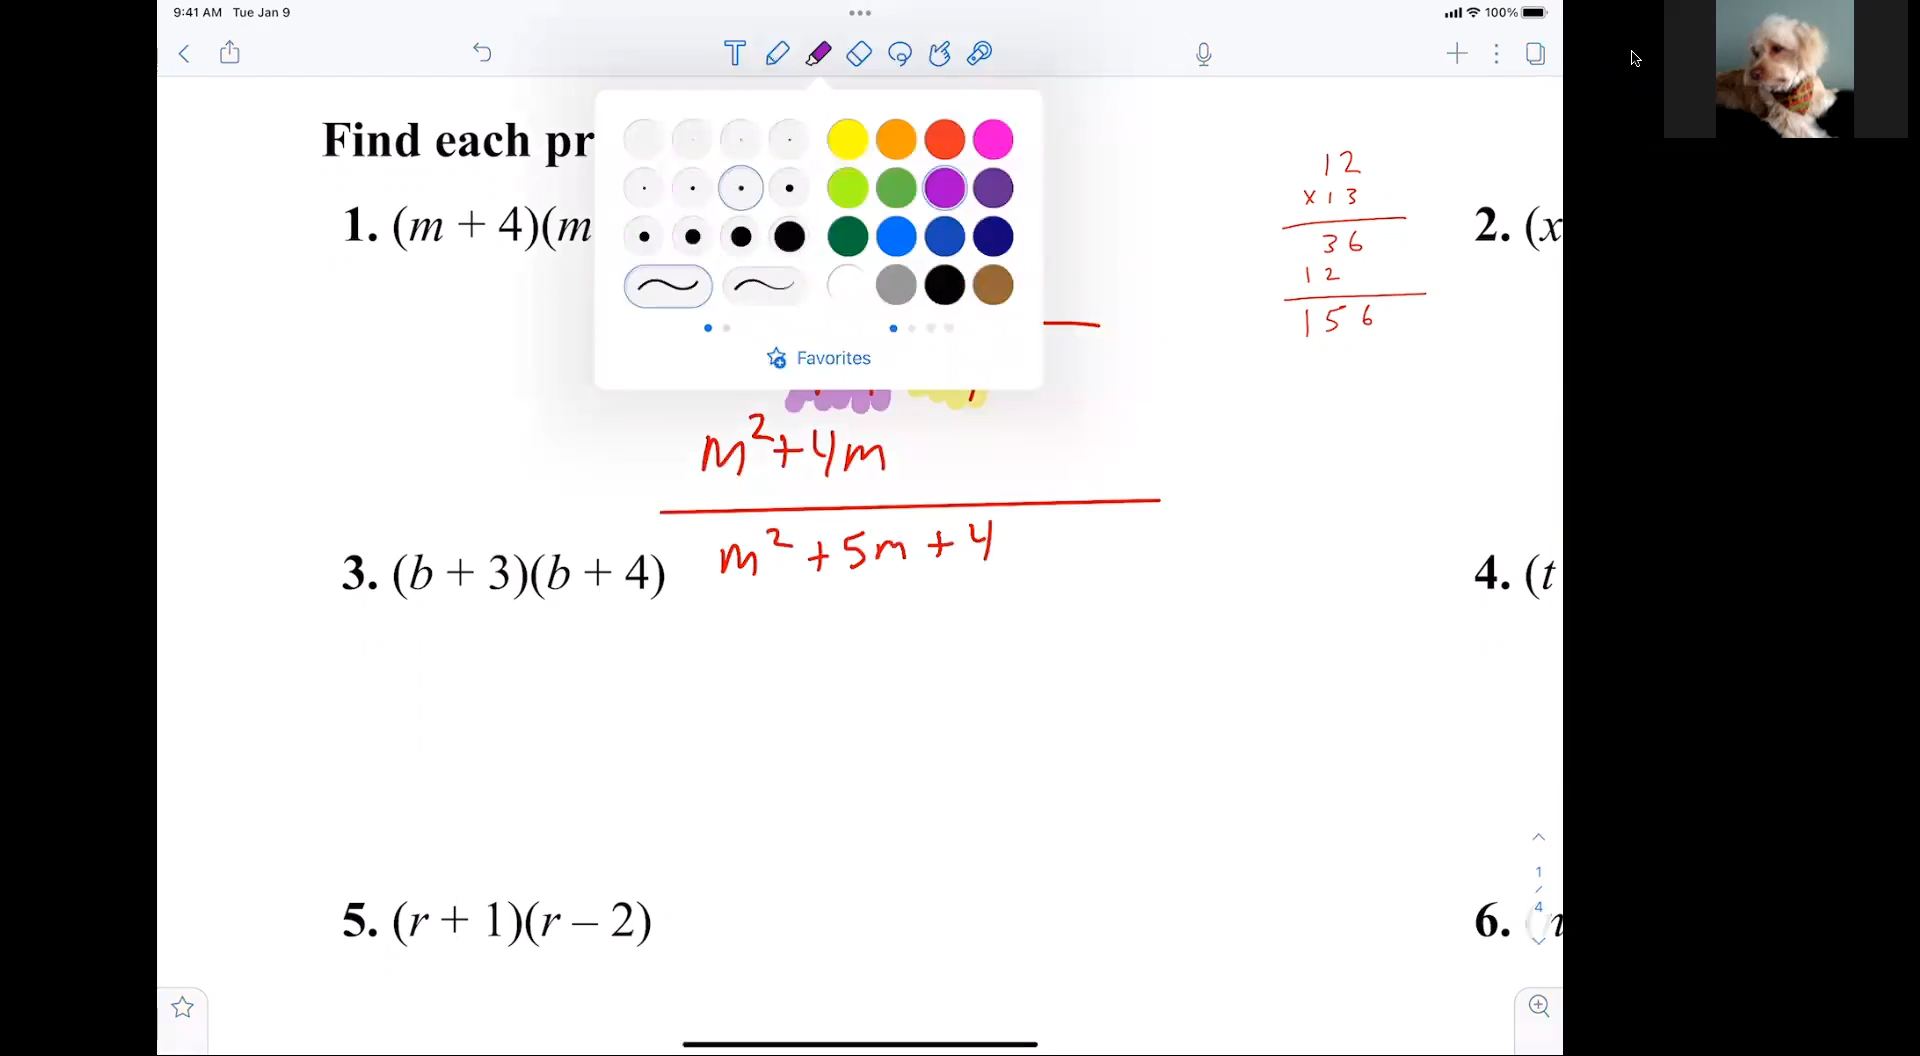 9:41 AM Tue Jan 9
100%
Find each pr
1. (m + 4)(m
12
x13
36
12
156
2. (x
Favorites
m²+4m
m² + 5m + 4
3. (b + 3)(b + 4)
4. (t
1
/
4
5. (r + 1)(r – 2)
6. (n